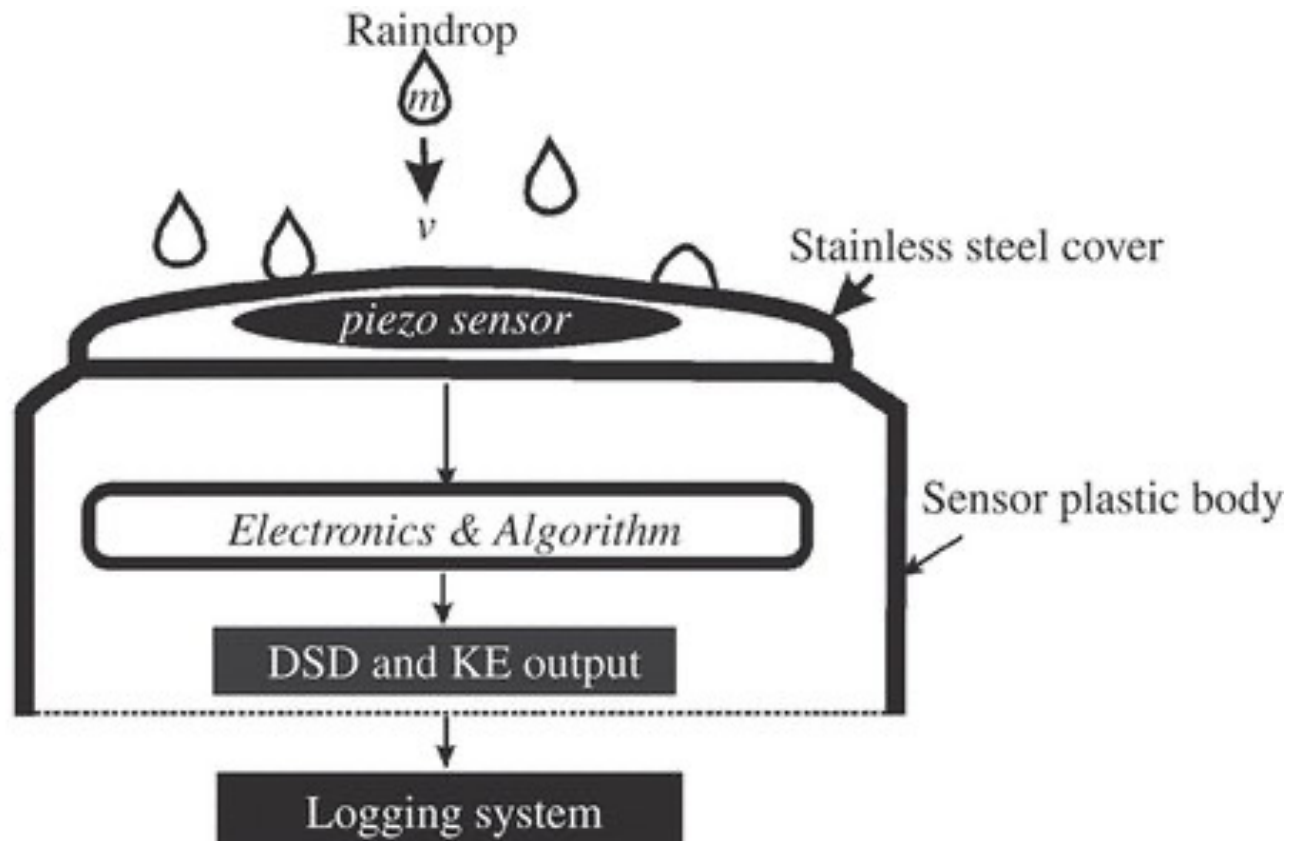 Raindrop
m
v
Stainless steel cover
piezo sensor
Sensor plastic body
Electronics & Algorithm
DSD and KE output
Logging system